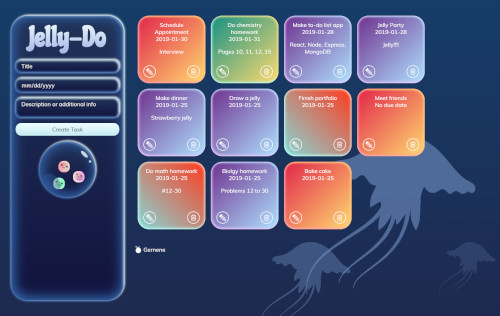 Jelly-Do
Title
mm/dd/yyyy
Description or additional info
Create Task
Schedule
Appointment
2019-01-30
Interview
Do chemistry
homework
2019-01-31
Pages 10, 11, 12, 15
Make to-do list app
2019-01-28
React, Node, Express,
MongoDB
Jelly Party
2019-01-28
Jelly!!!!
Make dinner
2019-01-25
Strawberry jelly
Draw a jelly
2019-01-25
Finish portfolio
2019-01-25
Meet friends
No due date
Do math homework
2019-01-25
#12-30
Biolgy homework
2019-01-25
Problems 12 to 30
Bake cake
2019-01-25
Gemene